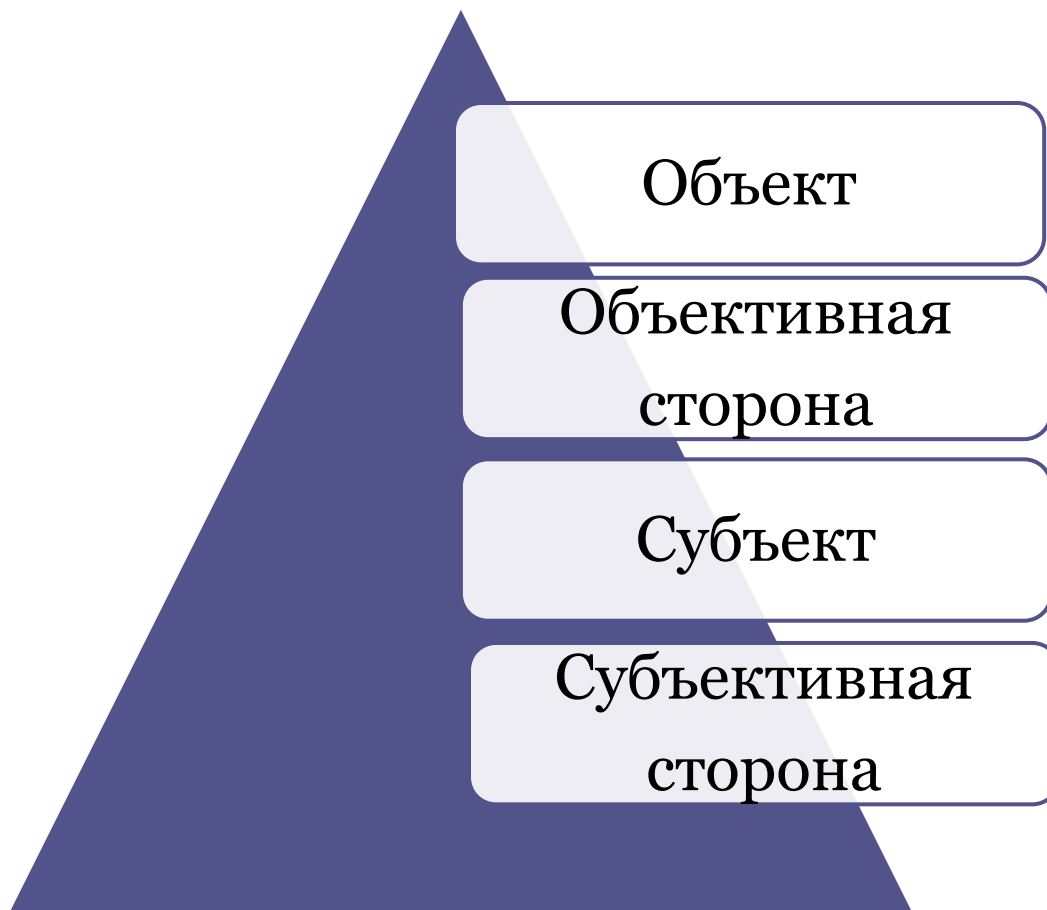 Объект
Объективная
сторона
Субъект
Субъективная
сторона